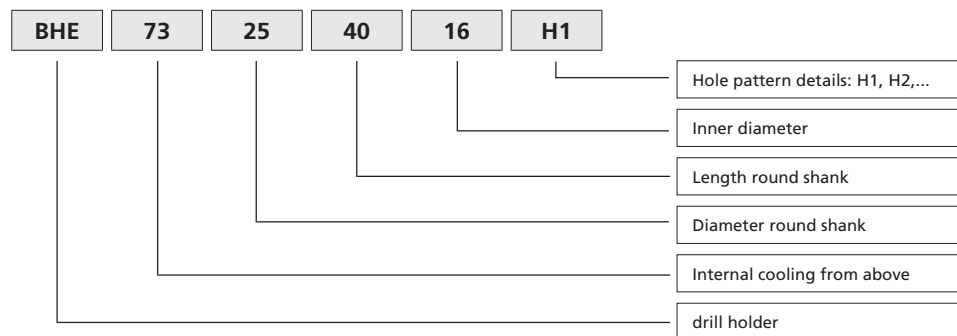 BHE 73 25 40 16 H1
Hole pattern details: H1, H2,...
Inner diameter
Length round shank
Diameter round shank
Internal cooling from above
drill holder